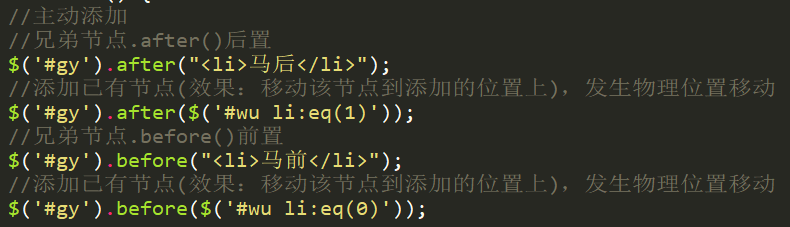 //主动添加
//兄弟节点.after()后置
$('#gy').after("<li>马后</li>");
//添加已有节点(效果：移动该节点到添加的位置上)，发生物理位置移动
$('#gy').after($('#wu li:eq(1)'));
//兄弟节点.before()前置
$('#gy').before("<li>马前</li>");
//添加已有节点(效果：移动该节点到添加的位置上)，发生物理位置移动
$('#gy').before($('#wu li:eq(0)'));